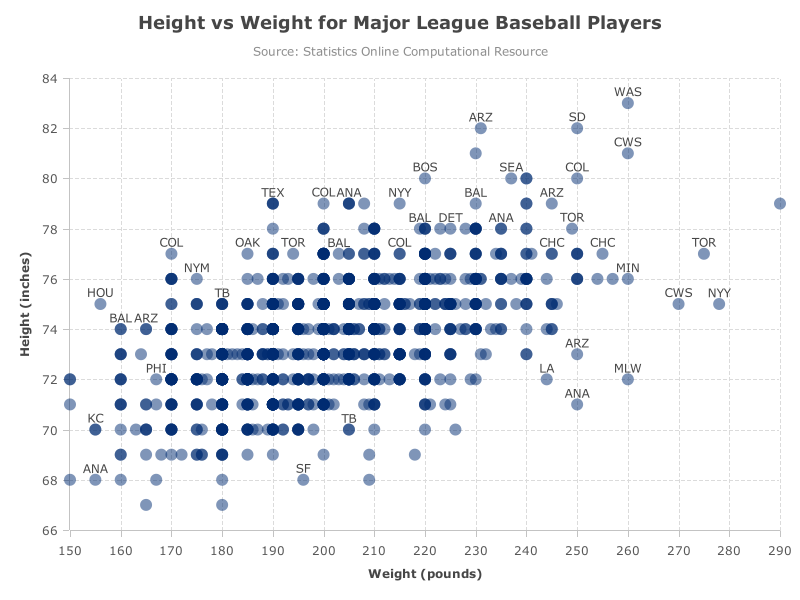 Height vs Weight for Major League Baseball Players
Source: Statistics Online Computational Resource
84
WAS
82
ARZ SD
CWS
80
BOS SEA COL
TEX COL ANA NYY BAL ARZ
78
BAL DET ANA TOR
COL OAK TOR BAL COL CHC CHC TOR
76
NYM MIN
HOU TB CWS NYY
74
BAL ARZ
ARZ
72
PHI LA MLW
ANA
70
KC TB
68
ANA SF
66
150 160 170 180 190 200 210 220 230 240 250 260 270 280 290
Height (inches)
Weight (pounds)